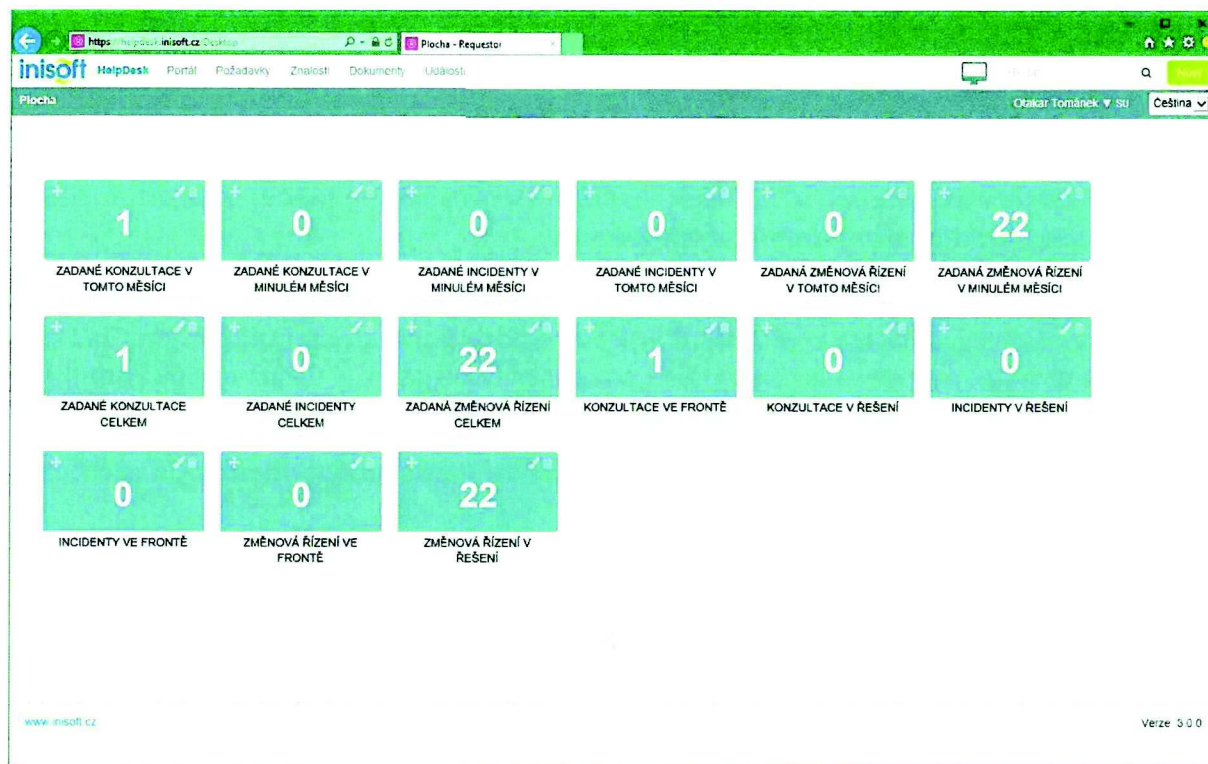 https://helpdesk.inisoft.cz/Desktop
Plocha - Requestor
inisoft HelpDesk Portál Požadavky Znalosti Dokumenty Události
Plocha
Otakar Tománek ▼ SU Čeština
1
ZADANÉ KONZULTACE V
TOMTO MĚSÍCI
0
ZADANÉ KONZULTACE V
MINULÉM MĚSÍCI
0
ZADANÉ INCIDENTY V
MINULÉM MĚSÍCI
0
ZADANÉ INCIDENTY V
TOMTO MĚSÍCI
0
ZADANÁ ZMĚNOVÁ ŘÍZENÍ
V TOMTO MĚSÍCI
22
ZADANÁ ZMĚNOVÁ ŘÍZENÍ
V MINULÉM MĚSÍCI
1
ZADANÉ KONZULTACE
CELKEM
0
ZADANÉ INCIDENTY
CELKEM
22
ZADANÁ ZMĚNOVÁ ŘÍZENÍ
CELKEM
1
KONZULTACE VE FRONTĚ
0
KONZULTACE V ŘEŠENÍ
0
INCIDENTY V ŘEŠENÍ
0
INCIDENTY VE FRONTĚ
0
ZMĚNOVÁ ŘÍZENÍ VE
FRONTĚ
22
ZMĚNOVÁ ŘÍZENÍ V
ŘEŠENÍ
www.inisoft.cz
Verze 3.0.0